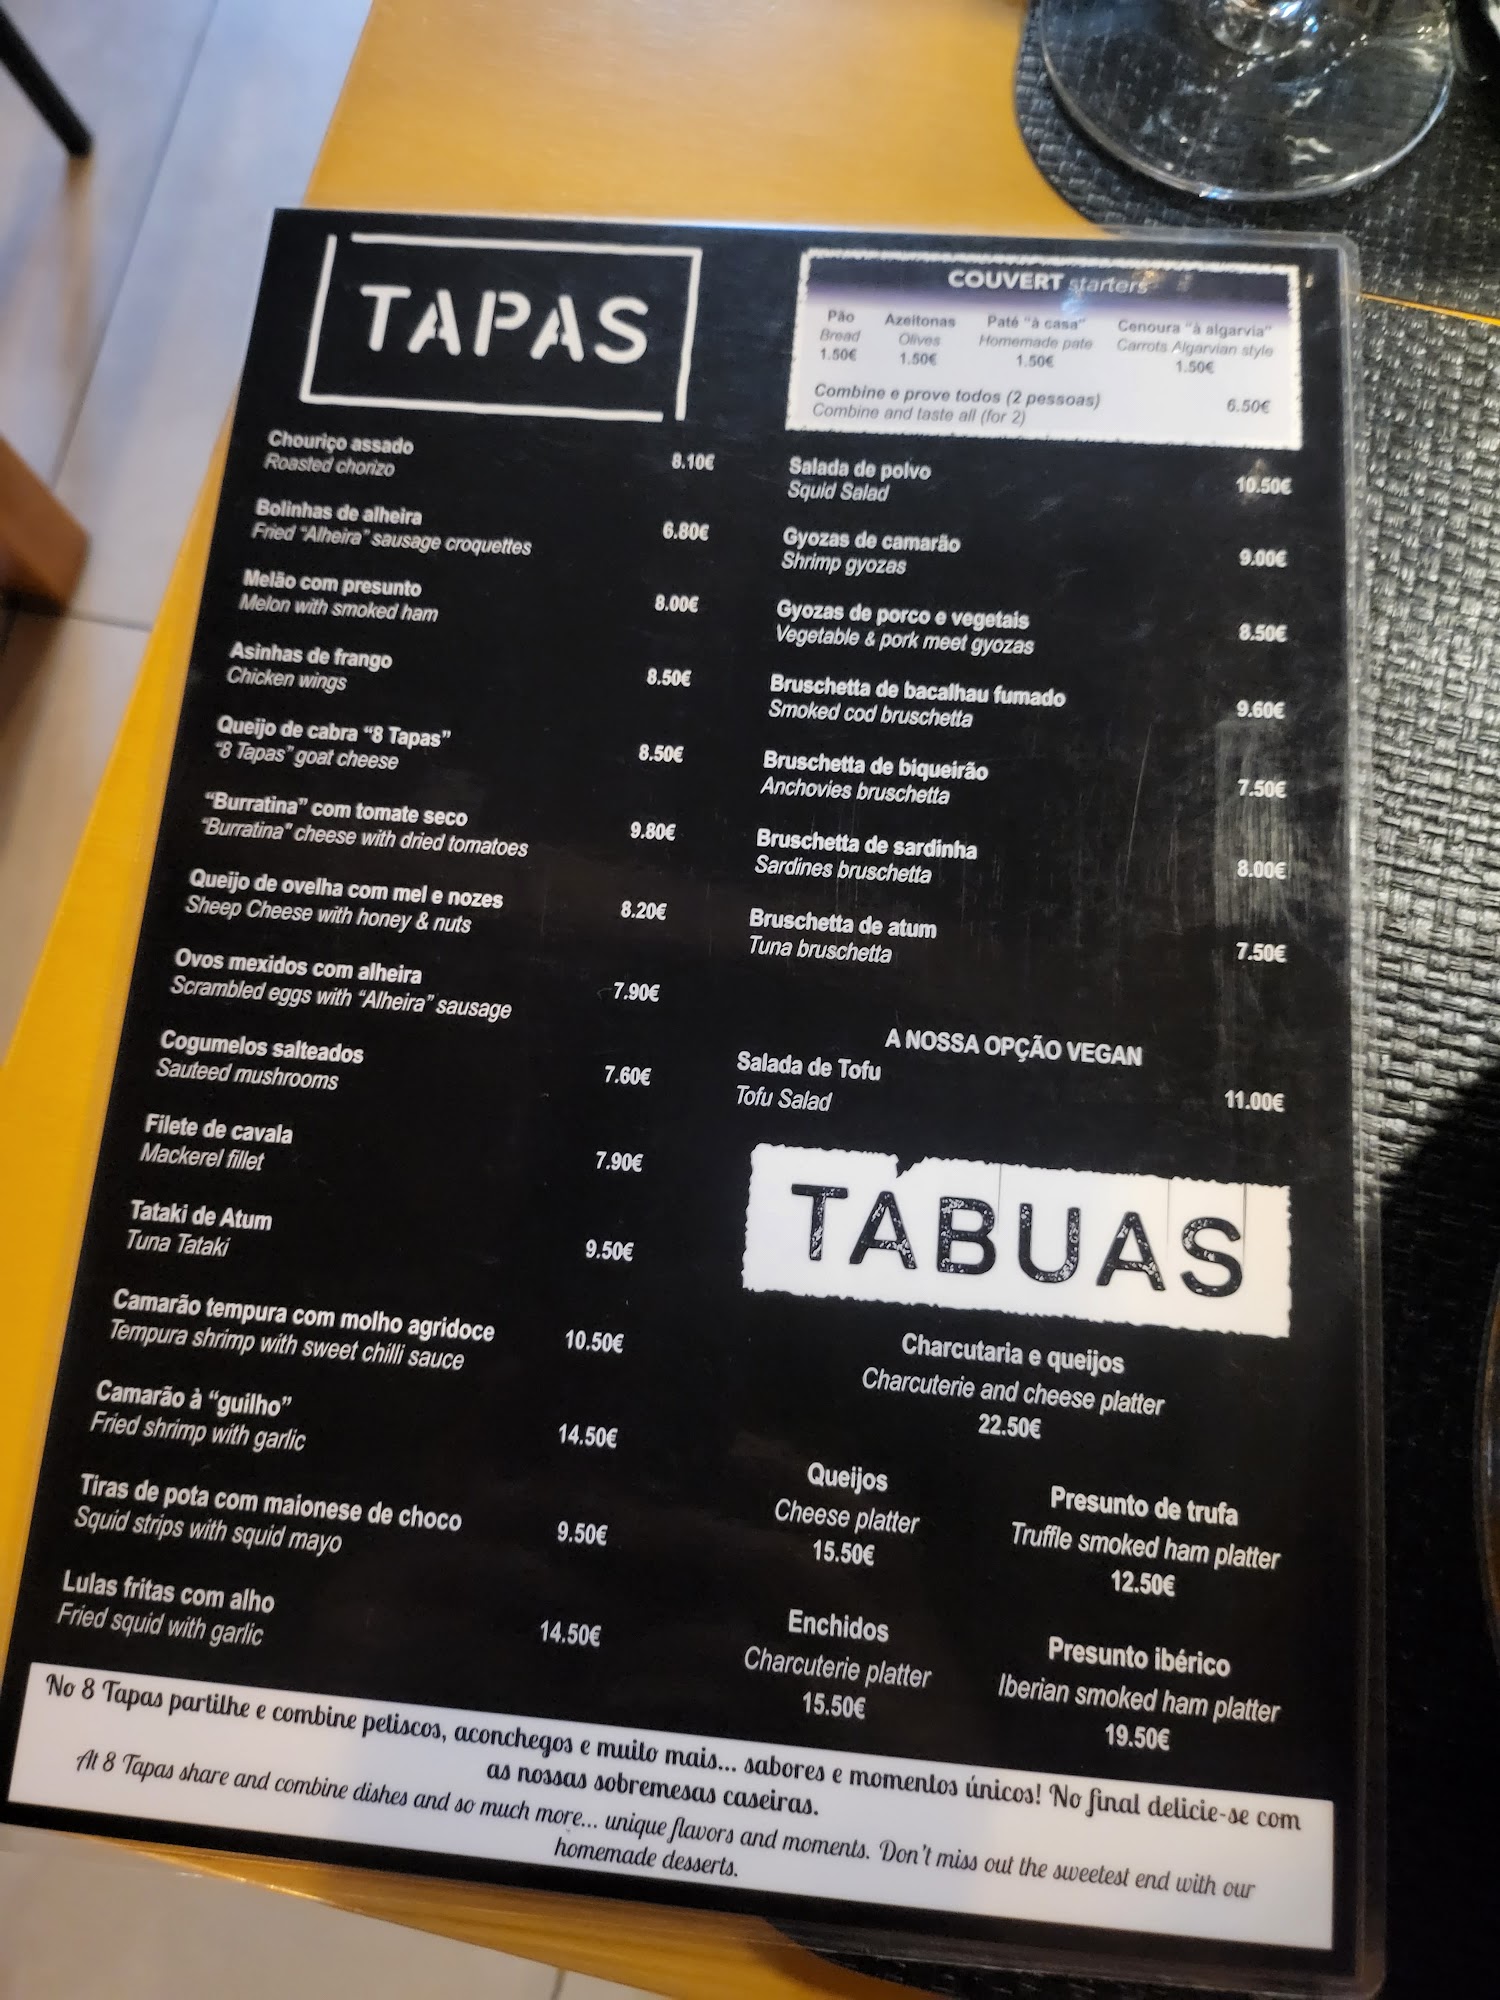 TAPAS
Chouriço assado
Roasted chorizo
8.10€
Bolinhas de alheira
Fried "Alheira" sausage croquettes
6.80€
Melão com presunto
Melon with smoked ham
8.00€
Asinhas de frango
Chicken wings
8.50€
Queijo de cabra "8 Tapas"
"8 Tapas" goat cheese
8.50€
"Burratina" com tomate seco
"Burratina" cheese with dried tomatoes
9.80€
Queijo de ovelha com mel e nozes
Sheep Cheese with honey & nuts
8.20€
Ovos mexidos com alheira
Scrambled eggs with "Alheira" sausage
7.90€
Cogumelos salteados
Sauteed mushrooms
7.60€
Filete de cavala
Mackerel fillet
7.90€
Tataki de Atum
Tuna Tataki
9.50€
Camarão tempura com molho agridoce
Tempura shrimp with sweet chilli sauce
10.50€
Camarão à "guilho"
Fried shrimp with garlic
14.50€
Tiras de pota com maionese de choco
Squid strips with squid mayo
9.50€
Lulas fritas com alho
Fried squid with garlic
14.50€
COUVERT starters
Pão
Bread
1.50€
Azeitonas
Olives
1.50€
Paté "à casa"
Homemade pate
1.50€
Cenoura "à algarvia"
Carrots Algarvian style
1.50€
Combine e prove todos (2 pessoas)
Combine and taste all (for 2)
6.50€
Salada de polvo
Squid Salad
10.50€
Gyozas de camarão
Shrimp gyozas
9.00€
Gyozas de porco e vegetais
Vegetable & pork meet gyozas
8.50€
Bruschetta de bacalhau fumado
Smoked cod bruschetta
9.60€
Bruschetta de biqueirão
Anchovies bruschetta
7.50€
Bruschetta de sardinha
Sardines bruschetta
8.00€
Bruschetta de atum
Tuna bruschetta
7.50€
A NOSSA OPÇÃO VEGAN
Salada de Tofu
Tofu Salad
11.00€
TABUAS
Charcutaria e queijos
Charcuterie and cheese platter
22.50€
Queijos
Cheese platter
15.50€
Presunto de trufa
Truffle smoked ham platter
12.50€
Enchidos
Charcuterie platter
15.50€
Presunto ibérico
Iberian smoked ham platter
19.50€
No 8 Tapas partilhe e combine petiscos, aconchegos e muito mais... sabores e momentos únicos! No final delicie-se com
as nossas sobremesas caseiras.
At 8 Tapas share and combine dishes and so much more... unique flavors and moments. Don't miss out the sweetest end with our
homemade desserts.